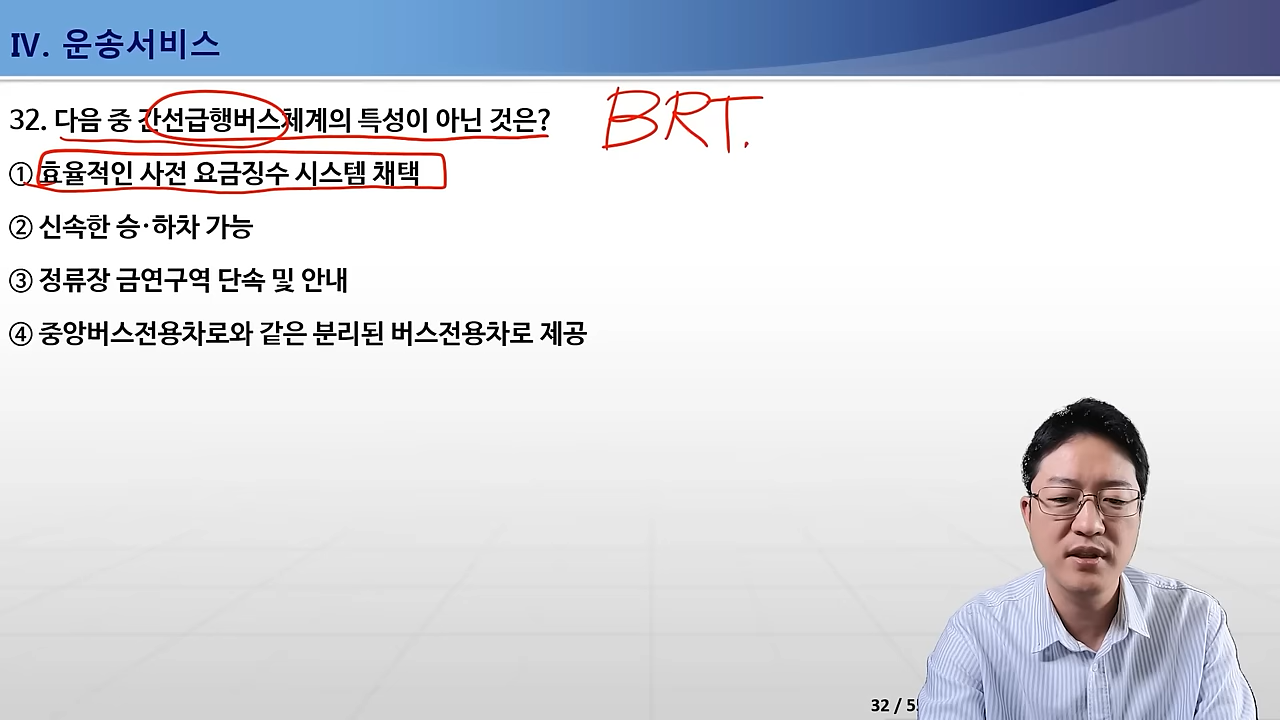 Ⅳ. 운송서비스
32. 다음 중 간선급행버스체계의 특성이 아닌 것은?
BRT.
① 효율적인 사전 요금징수 시스템 채택
② 신속한 승·하차 가능
③ 정류장 금연구역 단속 및 안내
④ 중앙버스전용차로와 같은 분리된 버스전용차로 제공
32 /